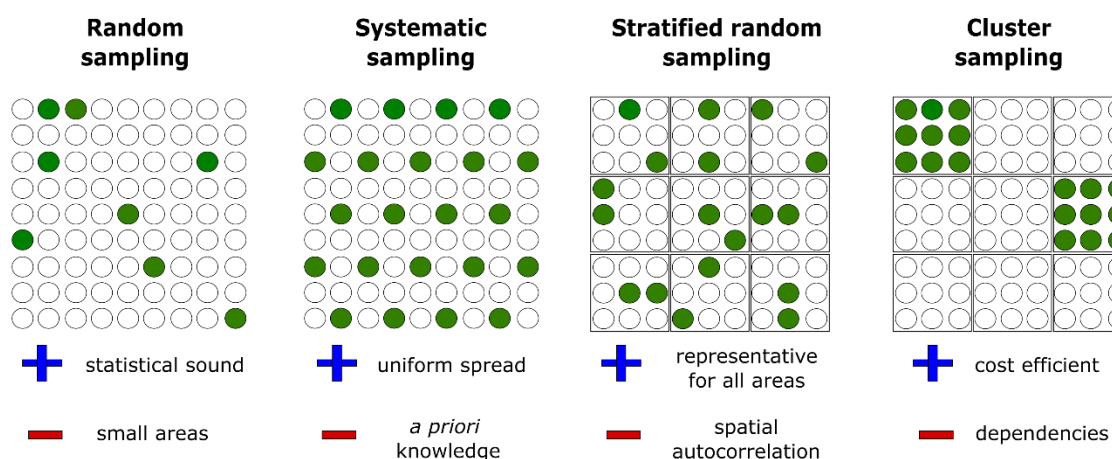 Random
sampling
Systematic
sampling
Stratified random
sampling
Cluster
sampling
statistical sound
uniform spread
representative
for all areas
cost efficient
small areas
a priori
knowledge
spatial
autocorrelation
dependencies